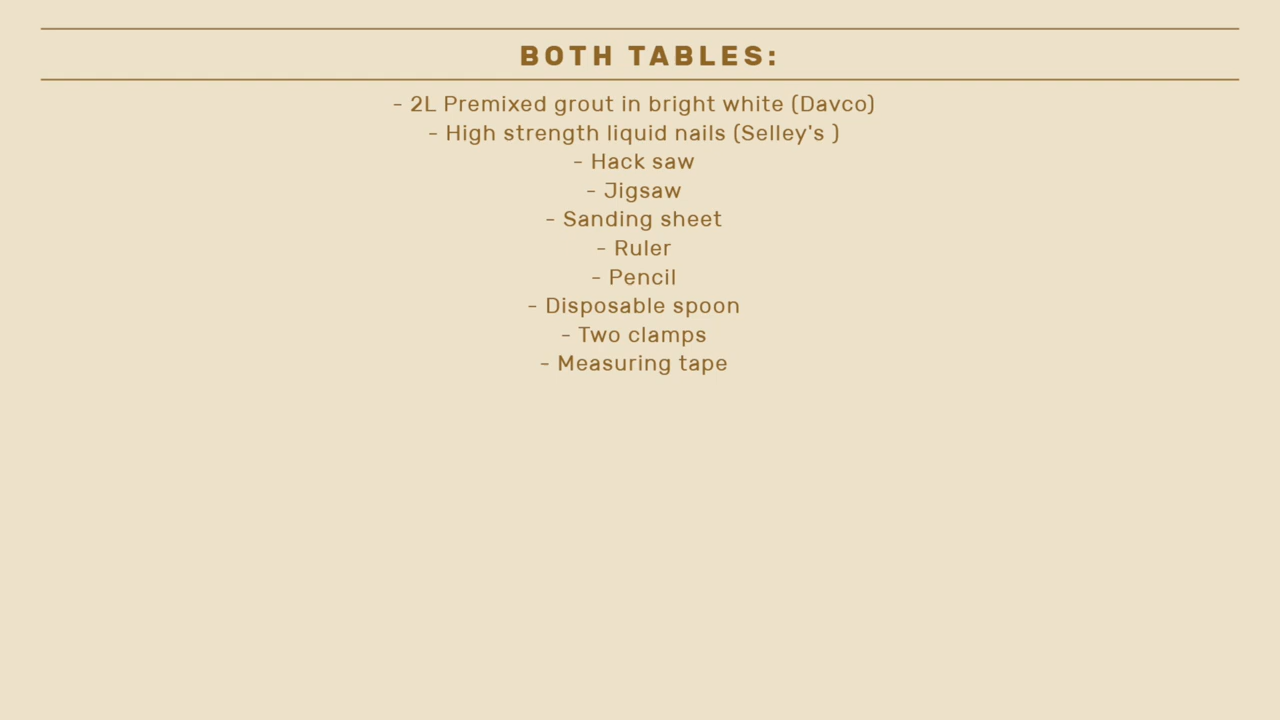 BOTH TABLES:
- 2L Premixed grout in bright white (Davco)
- High strength liquid nails (Selley's )
- Hack saw
- Jigsaw
- Sanding sheet
- Ruler
- Pencil
- Disposable spoon
- Two clamps
- Measuring tape